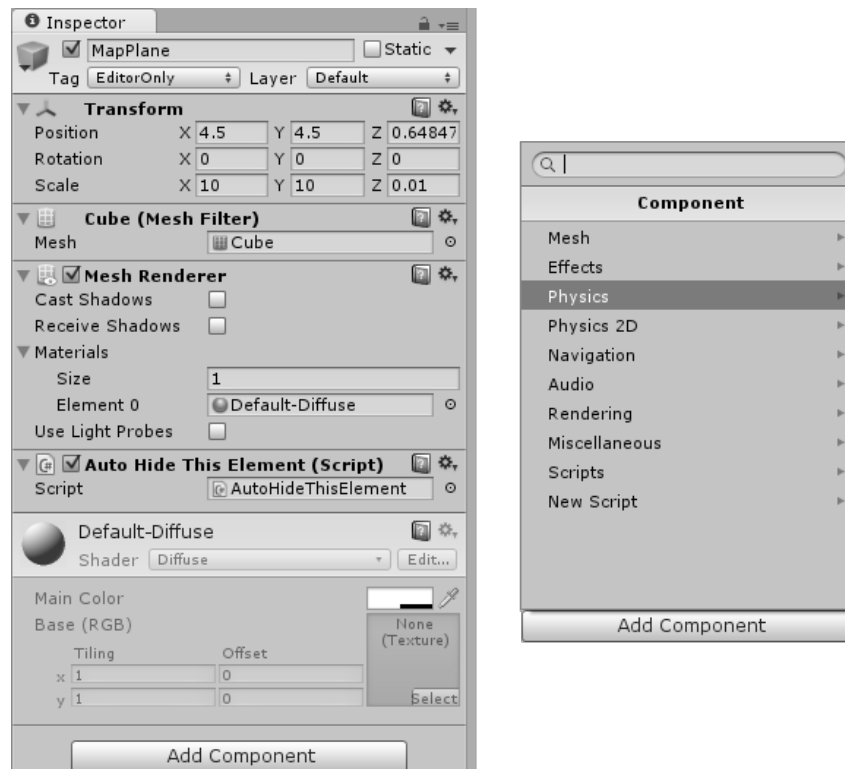 Inspector
MapPlane Static
Tag EditorOnly Layer Default
Transform
Position X 4.5 Y 4.5 Z 0.64847
Rotation X 0 Y 0 Z 0
Scale X 10 Y 10 Z 0.01
Cube (Mesh Filter)
Mesh Cube
Mesh Renderer
Cast Shadows
Receive Shadows
Materials
Size 1
Element 0 Default-Diffuse
Use Light Probes
Auto Hide This Element (Script)
Script AutoHideThisElement
Default-Diffuse
Shader Diffuse Edit...
Main Color
Base (RGB) None
(Texture)
Tiling Offset
x 1 0
y 1 0 Select
Add Component
Component
Mesh
Effects
Physics
Physics 2D
Navigation
Audio
Rendering
Miscellaneous
Scripts
New Script
Add Component